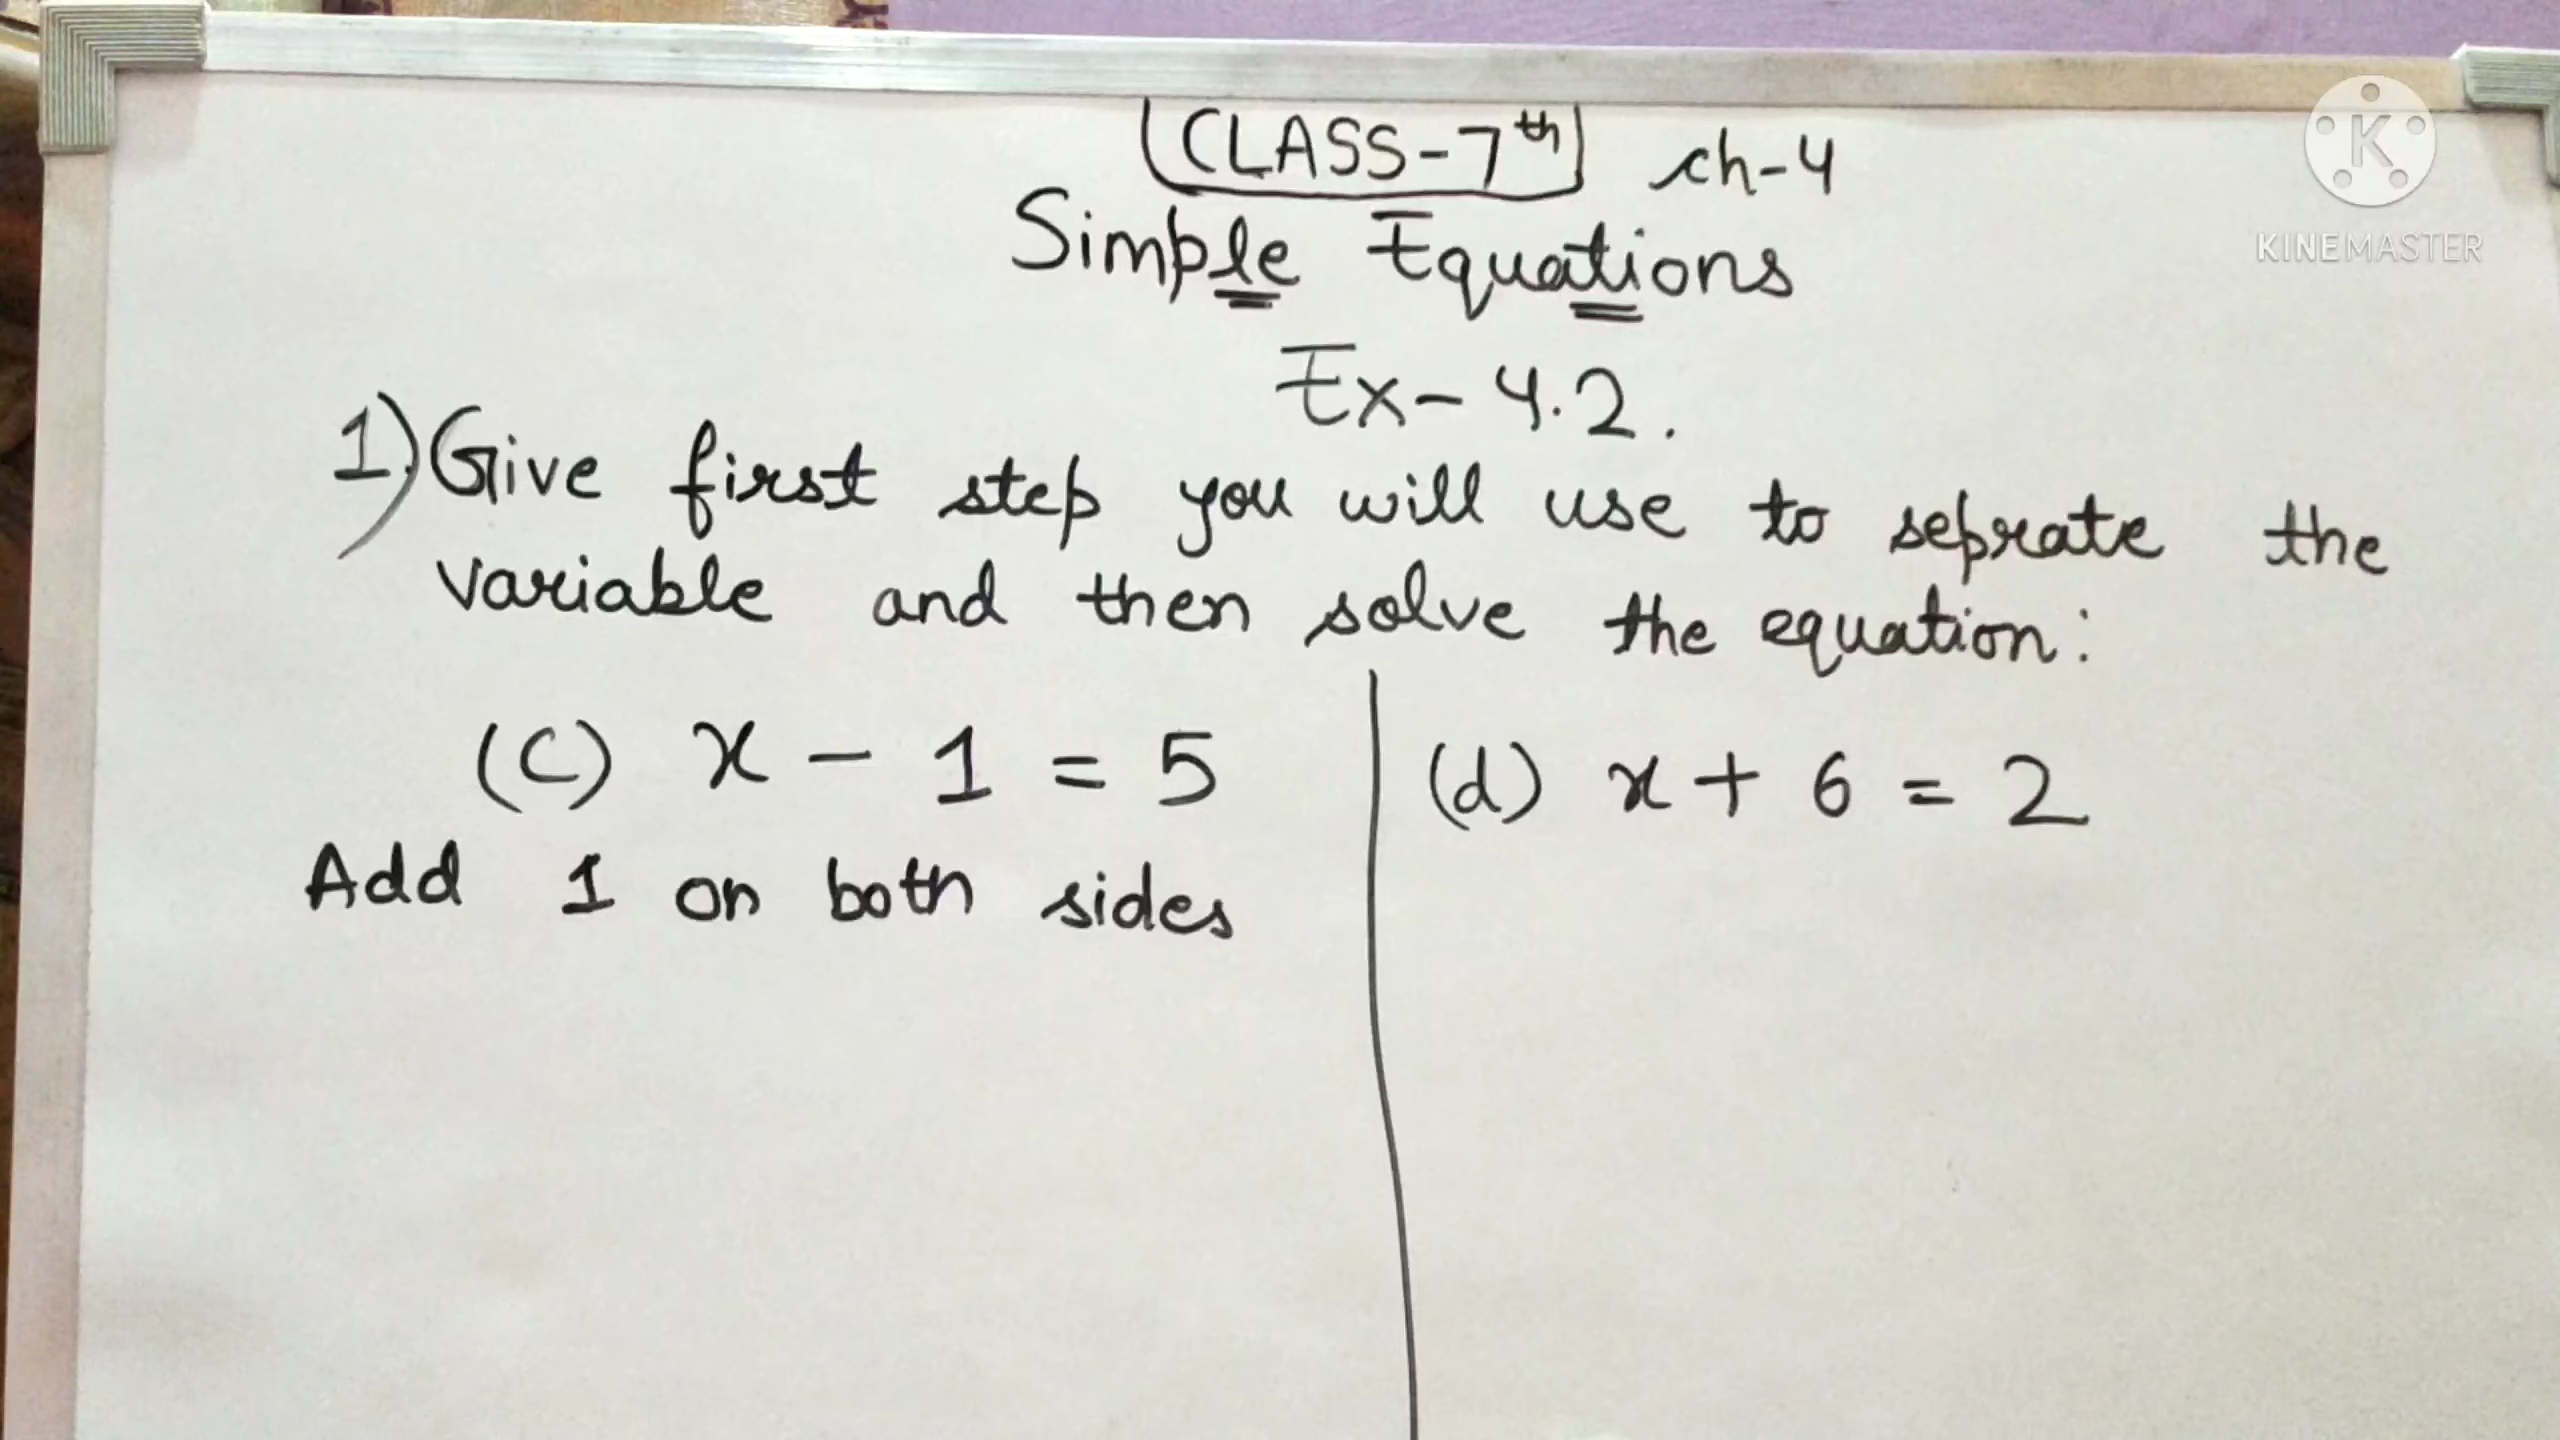 CLASS-7th ch-4
KINEMASTER
Simple Equations
Ex-4.2.
1) Give first step you will use to seprate the
variable and then solve the equation:
(C) x - 1 = 5
(d) x + 6 = 2
Add 1 on both sides